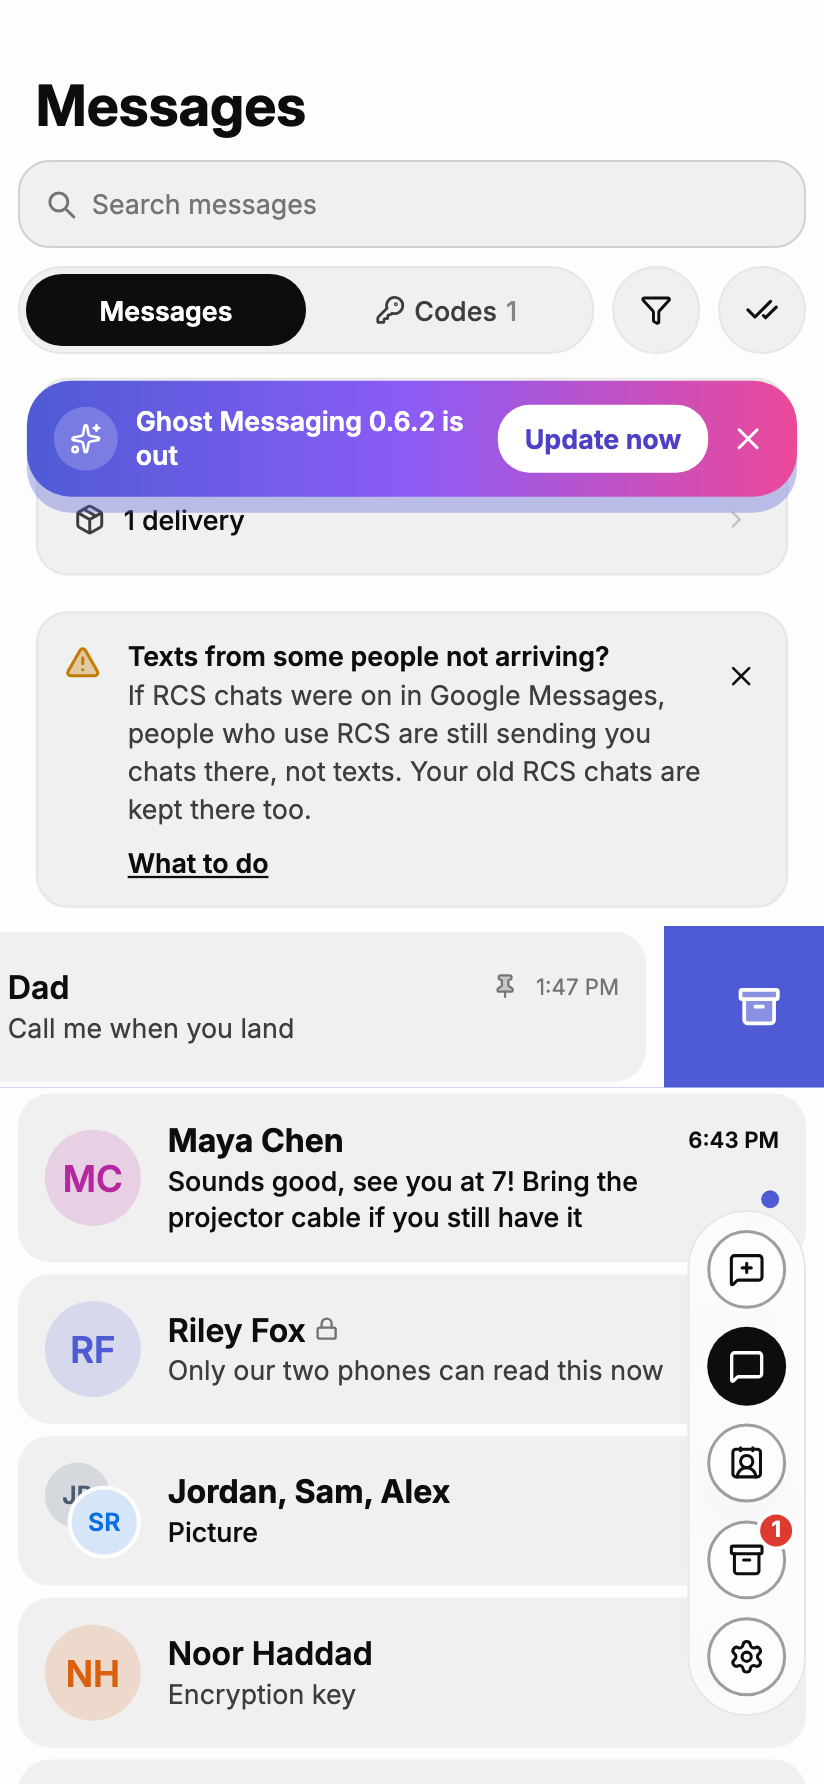 Messages
Search messages
Messages
Codes 1
Ghost Messaging 0.6.2 is
out
Update now
1 delivery
Texts from some people not arriving?
If RCS chats were on in Google Messages,
people who use RCS are still sending you
chats there, not texts. Your old RCS chats are
kept there too.
What to do
Dad
1:47 PM
Call me when you land
MC
Maya Chen
6:43 PM
Sounds good, see you at 7! Bring the
projector cable if you still have it
RF
Riley Fox
Only our two phones can read this now
SR
Jordan, Sam, Alex
Picture
1
NH
Noor Haddad
Encryption key